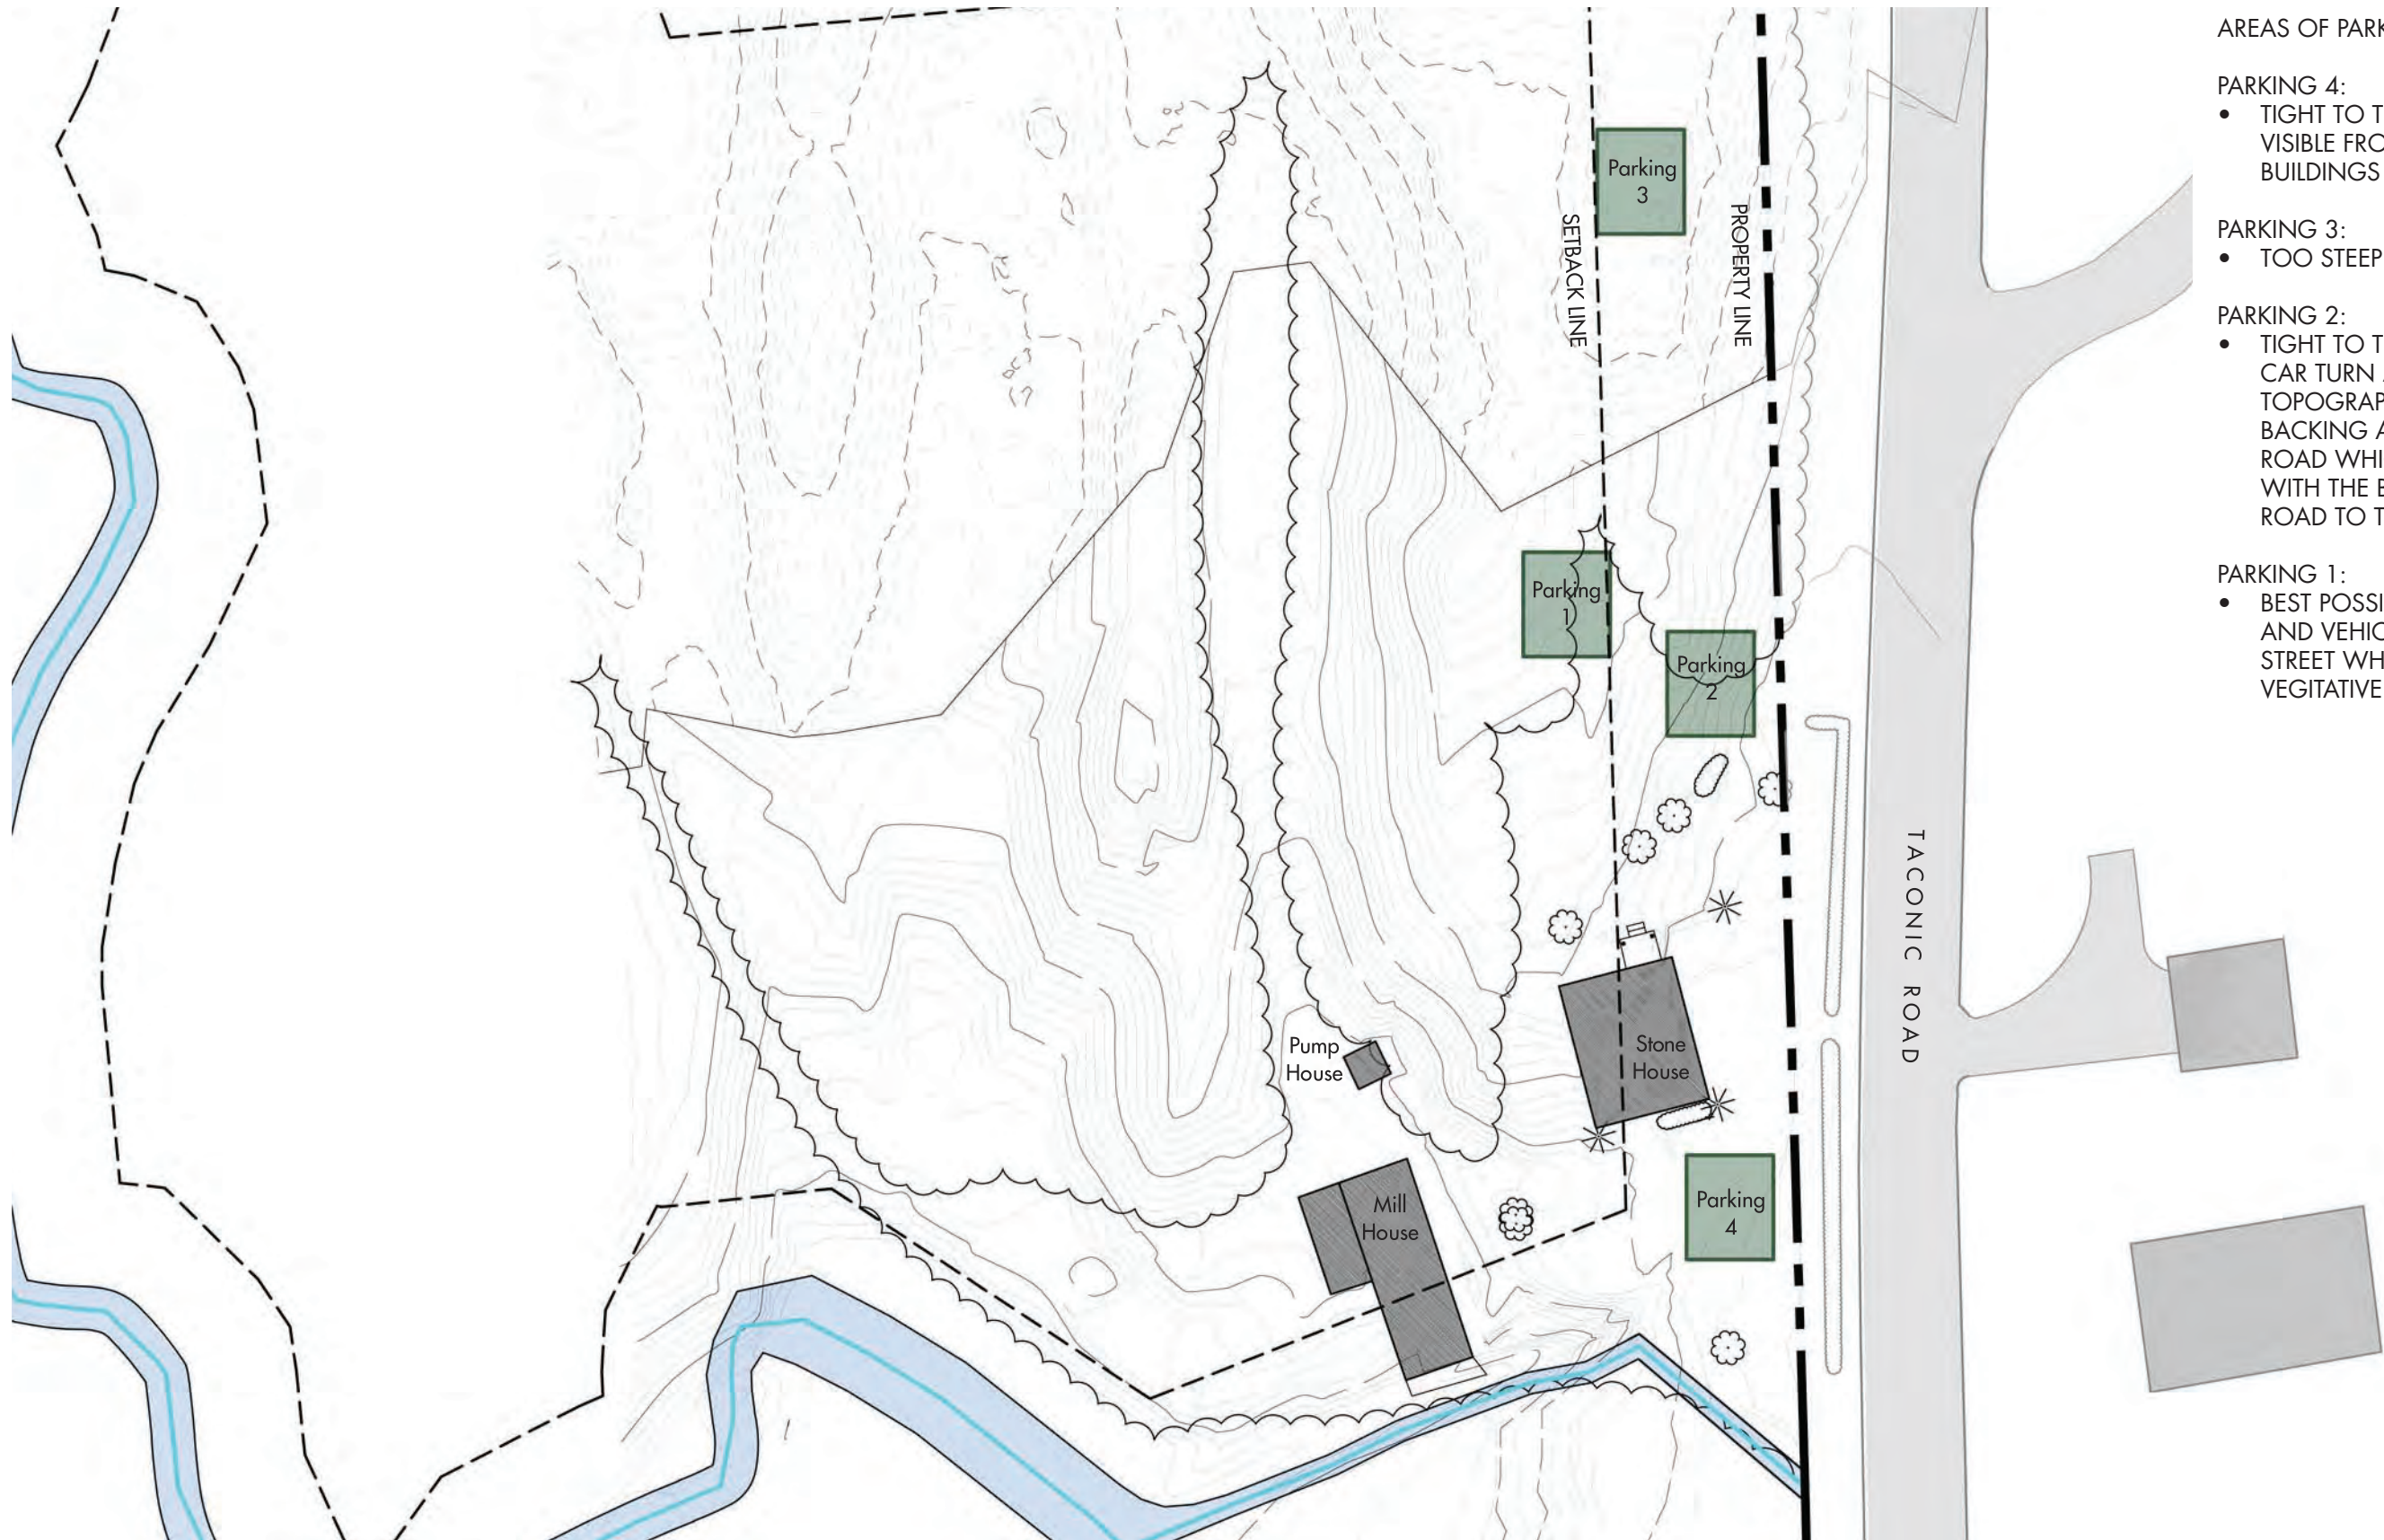 AREAS OF PARK
PARKING 4:
• TIGHT TO T
VISIBLE FRO
BUILDINGS
PARKING 3:
• TOO STEEP
PARKING 2:
• TIGHT TO T
CAR TURN
TOPOGRAP
BACKING A
ROAD WHI
WITH THE B
ROAD TO T
PARKING 1:
• BEST POSSI
AND VEHIC
STREET WH
VEGITATIVE
Parking
3
SETBACK LINE
PROPERTY LINE
Parking
1
Parking
2
TACONIC ROAD
Pump
House
Stone
House
Mill
House
Parking
4